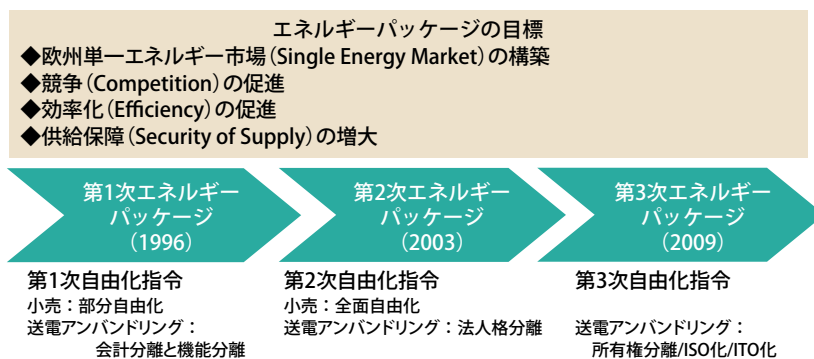 エネルギーパッケージの目標
◆欧州単一エネルギー市場(Single Energy Market)の構築
◆競争(Competition)の促進
◆効率化(Efficiency)の促進
◆供給保障(Security of Supply)の増大
第1次エネルギー
パッケージ
(1996)
第2次エネルギー
パッケージ
(2003)
第3次エネルギー
パッケージ
(2009)
第1次自由化指令
小売：部分自由化
送電アンバンドリング：
会計分離と機能分離
第2次自由化指令
小売：全面自由化
送電アンバンドリング：法人格分離
第3次自由化指令
送電アンバンドリング：
所有権分離/ISO化/ITO化